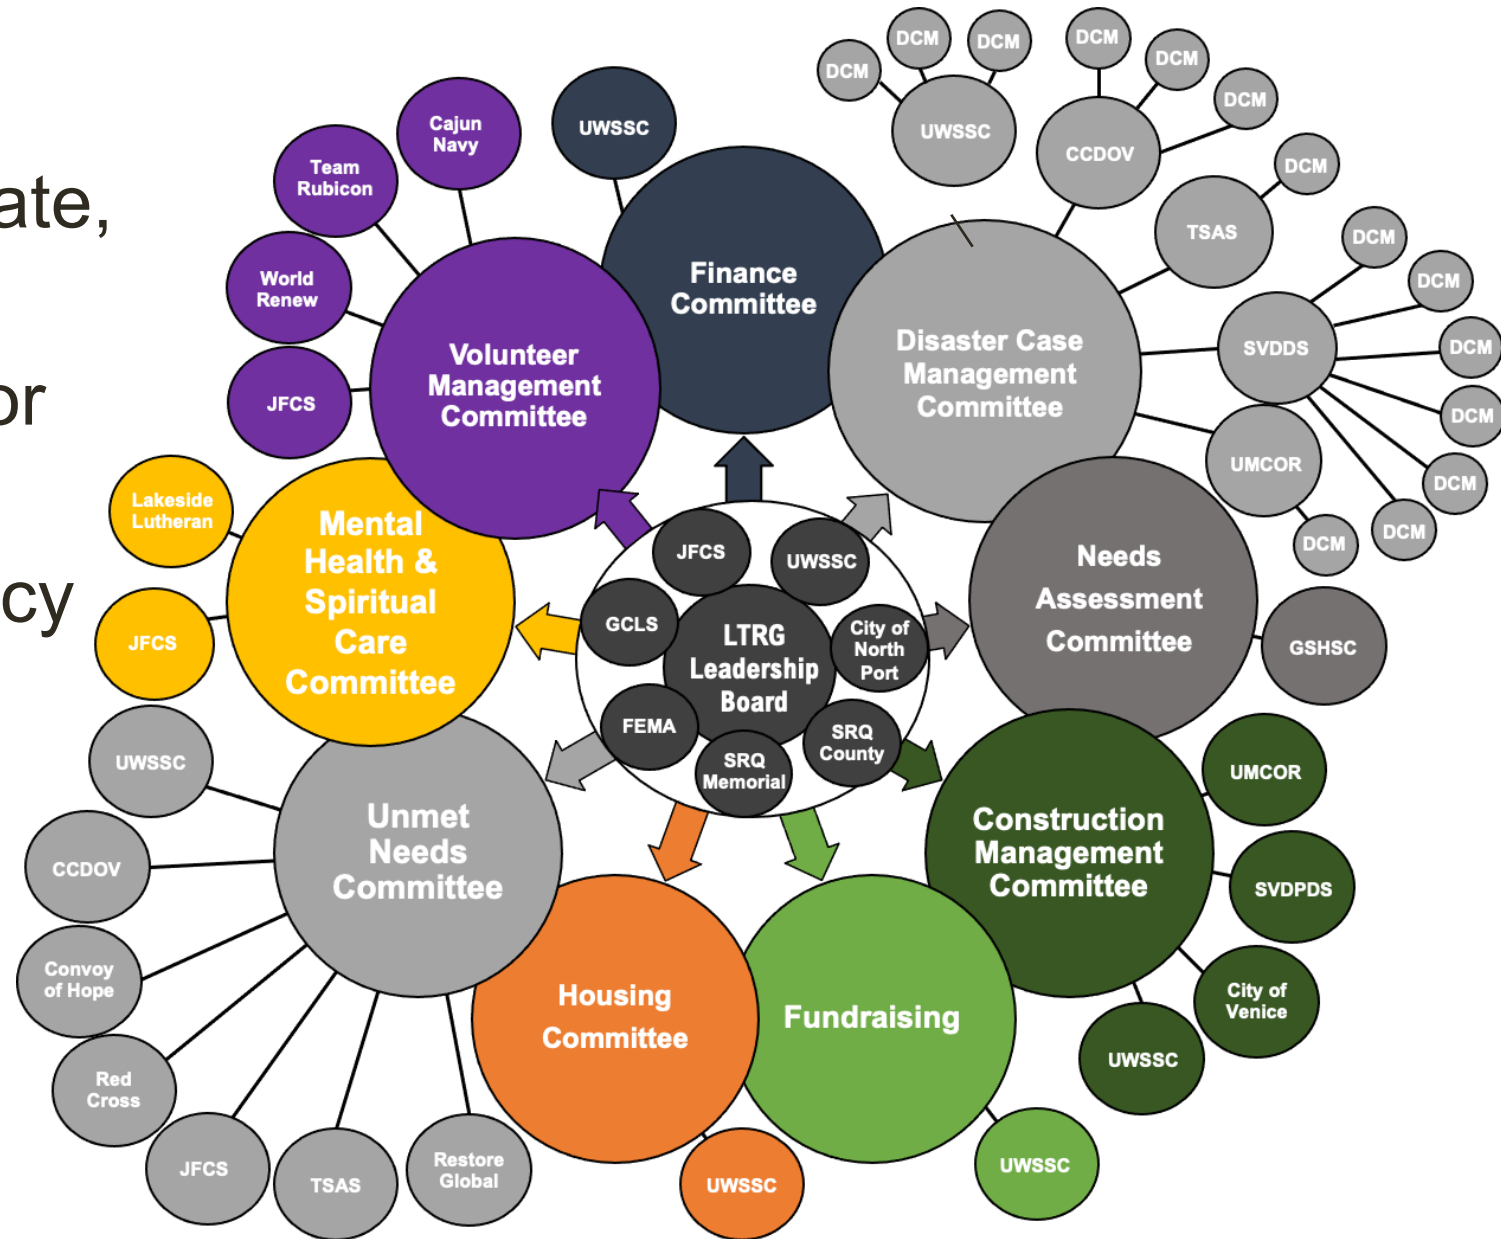 ate,
or
cy
DCM
DCM
DCM
UWSSC
DCM
DCM
DCM
CCDOV
DCM
TSAS
DCM
DCM
DCM
DCM
DCM
DCM
SVDDS
UMCOR
DCM
Disaster Case
Management
Committee
UWSSC
Finance
Committee
Cajun
Navy
Team
Rubicon
World
Renew
JFCS
Volunteer
Management
Committee
Lakeside
Lutheran
JFCS
Mental
Health &
Spiritual
Care
Committee
JFCS
UWSSC
GCLS
City of
North
Port
LTRG
Leadership
Board
FEMA
SRQ
Memorial
SRQ
County
Needs
Assessment
Committee
GSHSC
UWSSC
CCDOV
Convoy
of Hope
Red
Cross
JFCS
TSAS
Restore
Global
Unmet
Needs
Committee
Construction
Management
Committee
UMCOR
SVDPDS
City of
Venice
UWSSC
Housing
Committee
UWSSC
Fundraising
UWSSC